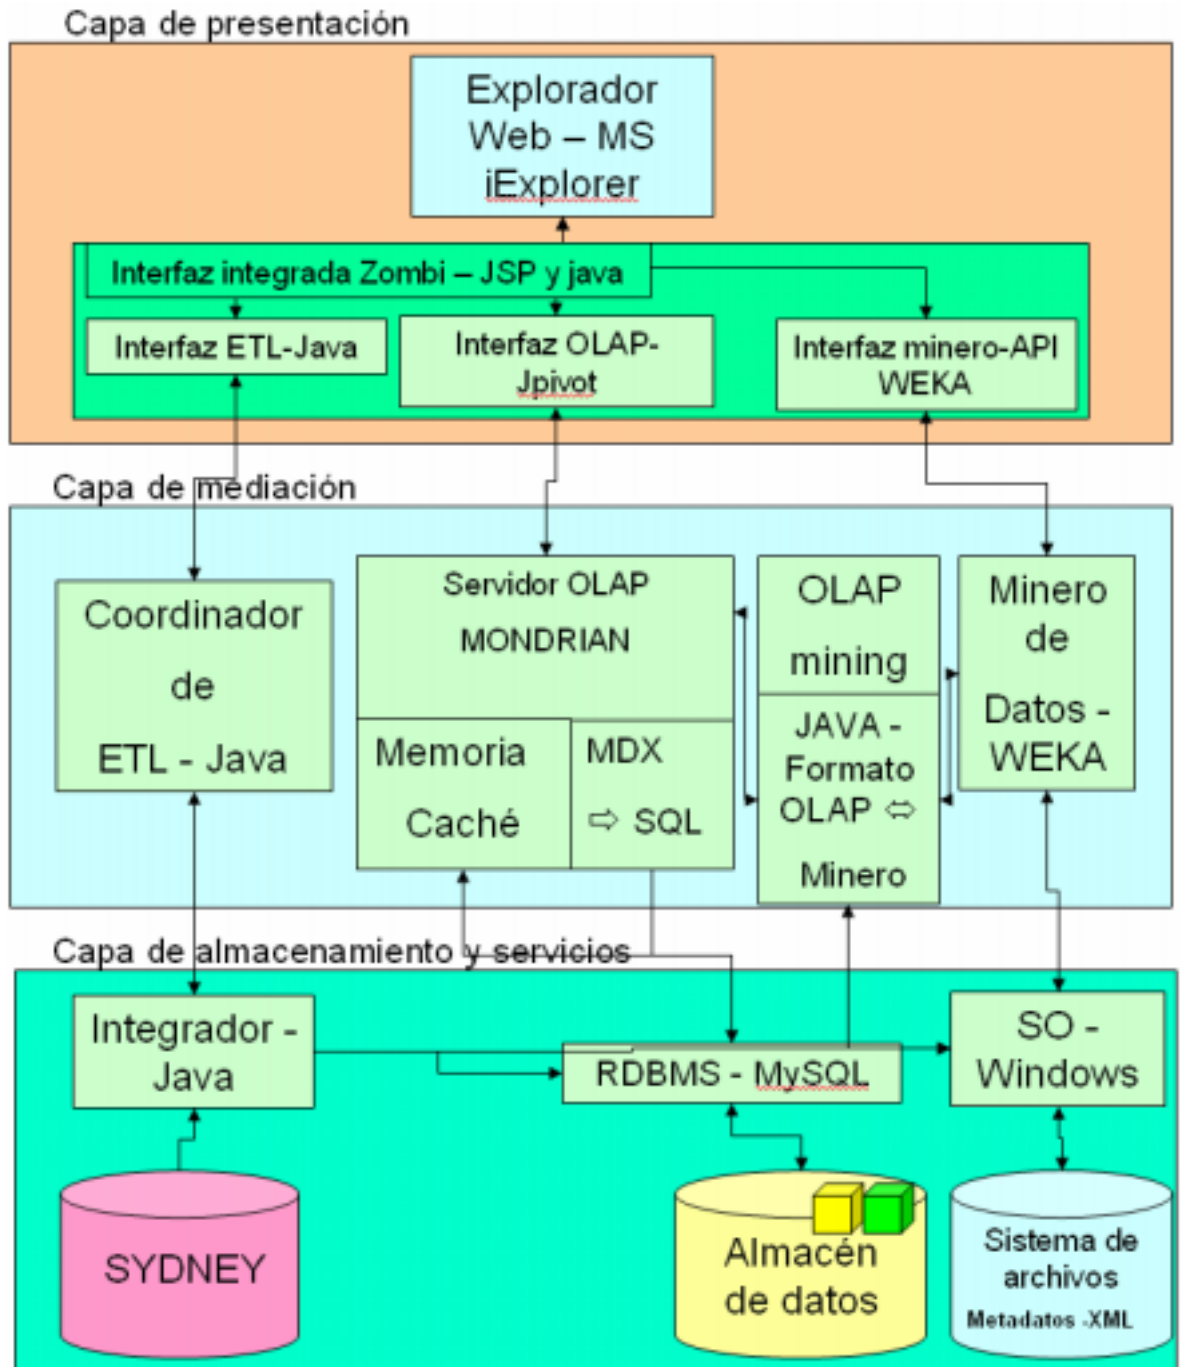 Capa de presentación
Explorador
Web – MS
iExplorer
Interfaz integrada Zombi – JSP y java
Interfaz ETL-Java
Interfaz OLAP-
Jpivot
Interfaz minero-API
WEKA
Capa de mediación
Coordinador
de
ETL - Java
Servidor OLAP
MONDRIAN
Memoria
Caché
MDX
⇨ SQL
OLAP
mining
JAVA -
Formato
OLAP ⬄
Minero
Minero
de
Datos -
WEKA
Capa de almacenamiento y servicios
Integrador -
Java
RDBMS - MySQL
SO -
Windows
SYDNEY
Almacén
de datos
Sistema de
archivos
Metadatos -XML